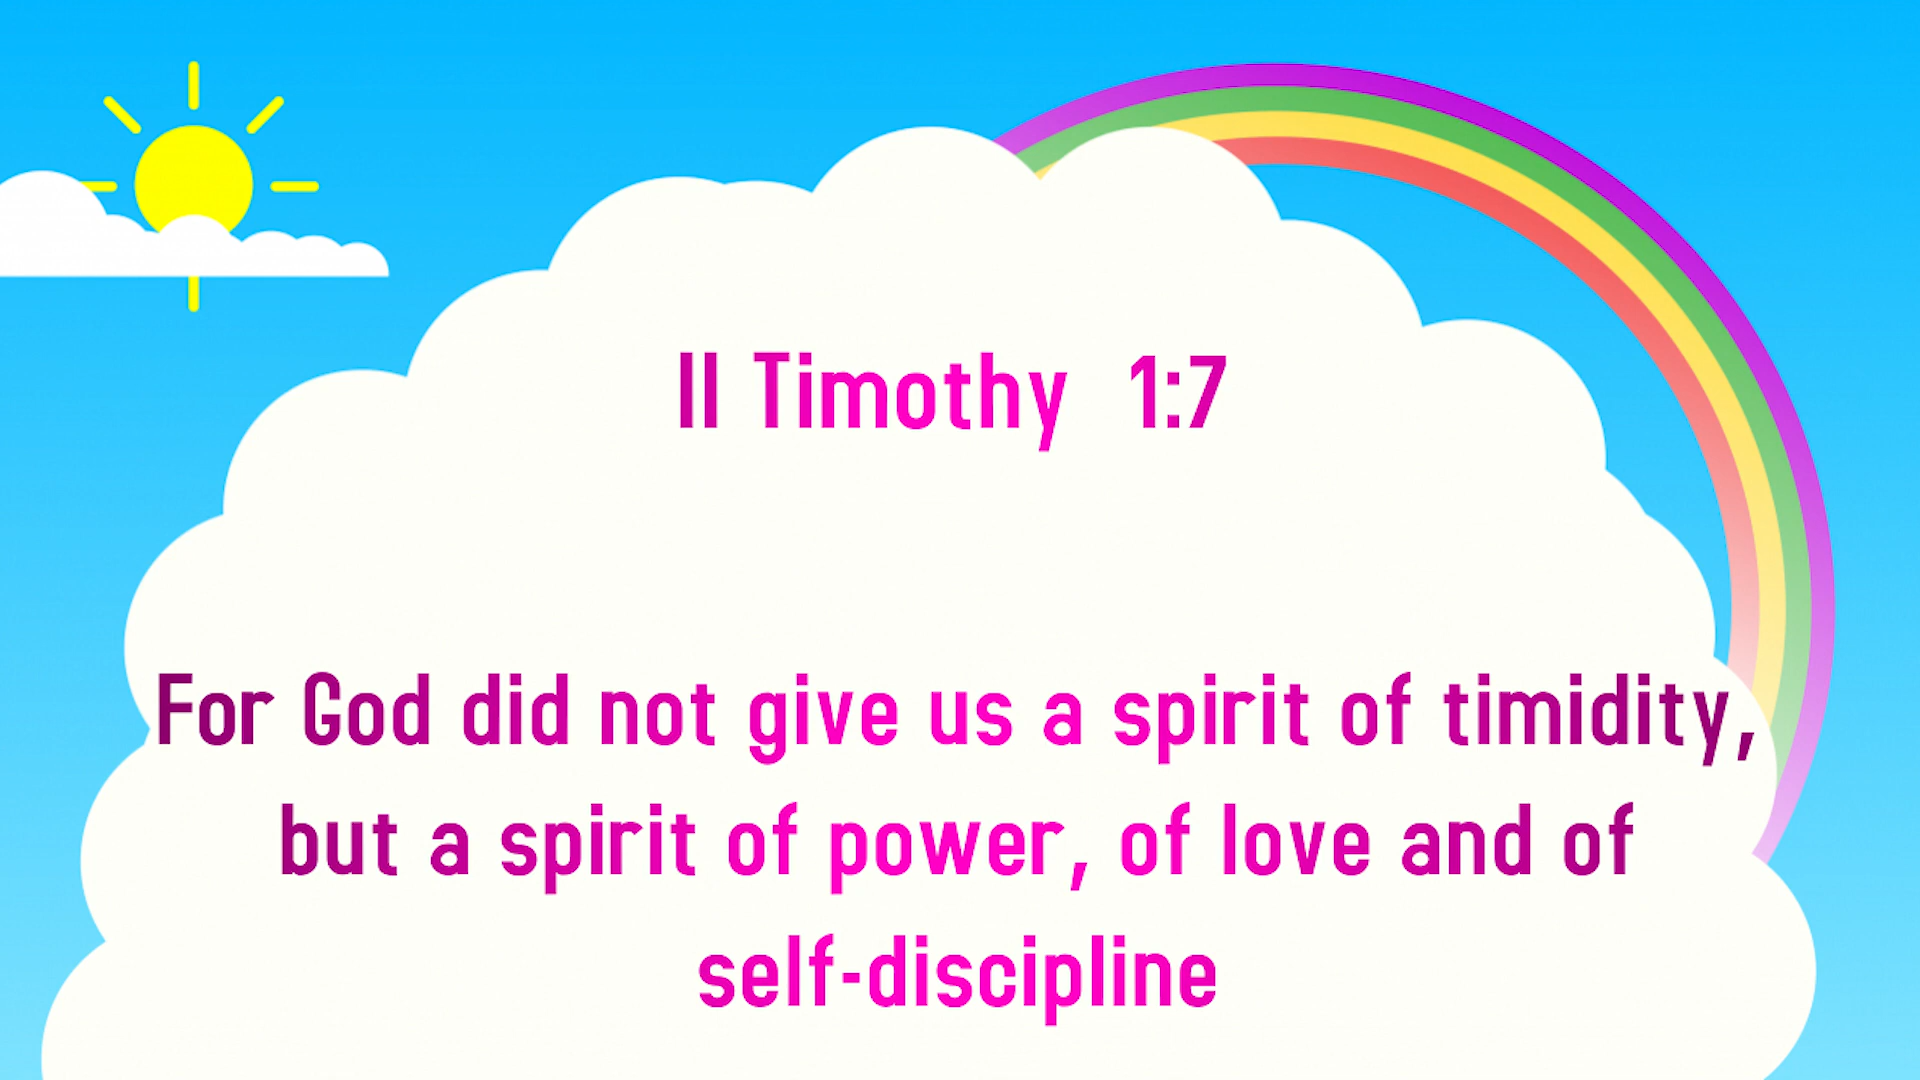 II Timothy  1:7
For God did not give us a spirit of timidity,
but a spirit of power, of love and of
self-discipline